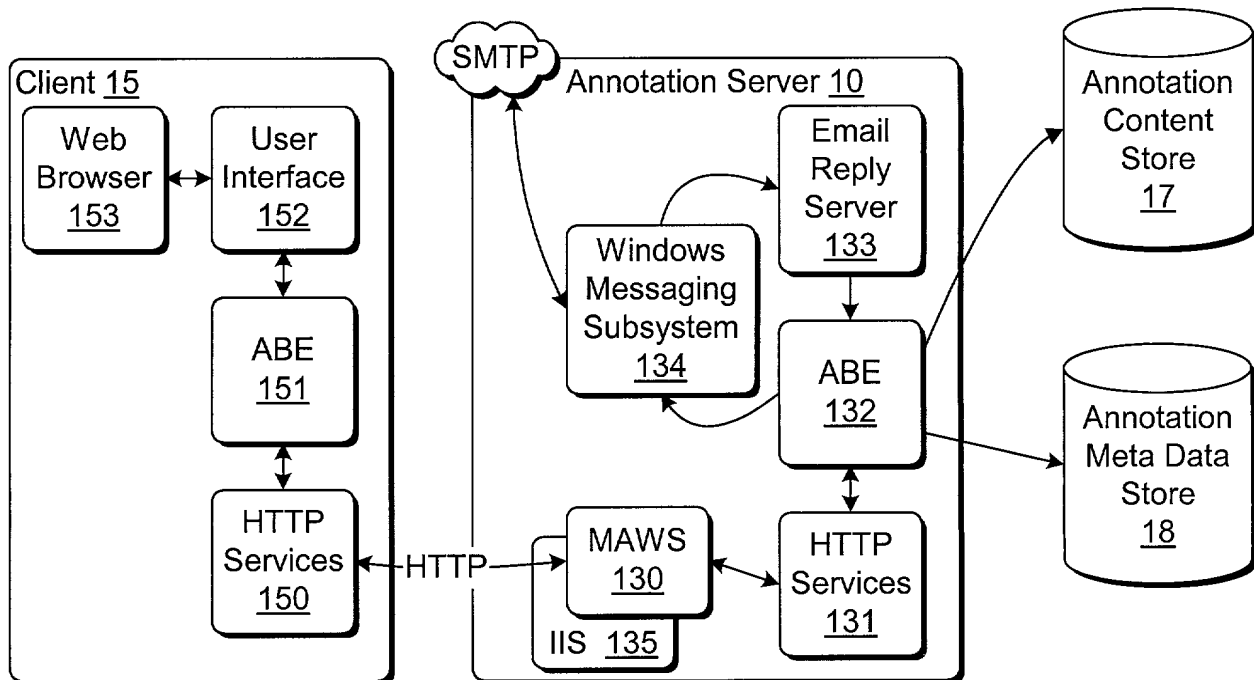 Client 15
Web
Browser
153
User
Interface
152
ABE
151
HTTP
Services
150
HTTP
SMTP
Annotation Server 10
Email
Reply
Server
133
Windows
Messaging
Subsystem
134
ABE
132
MAWS
130
IIS 135
HTTP
Services
131
Annotation
Content
Store
17
Annotation
Meta Data
Store
18